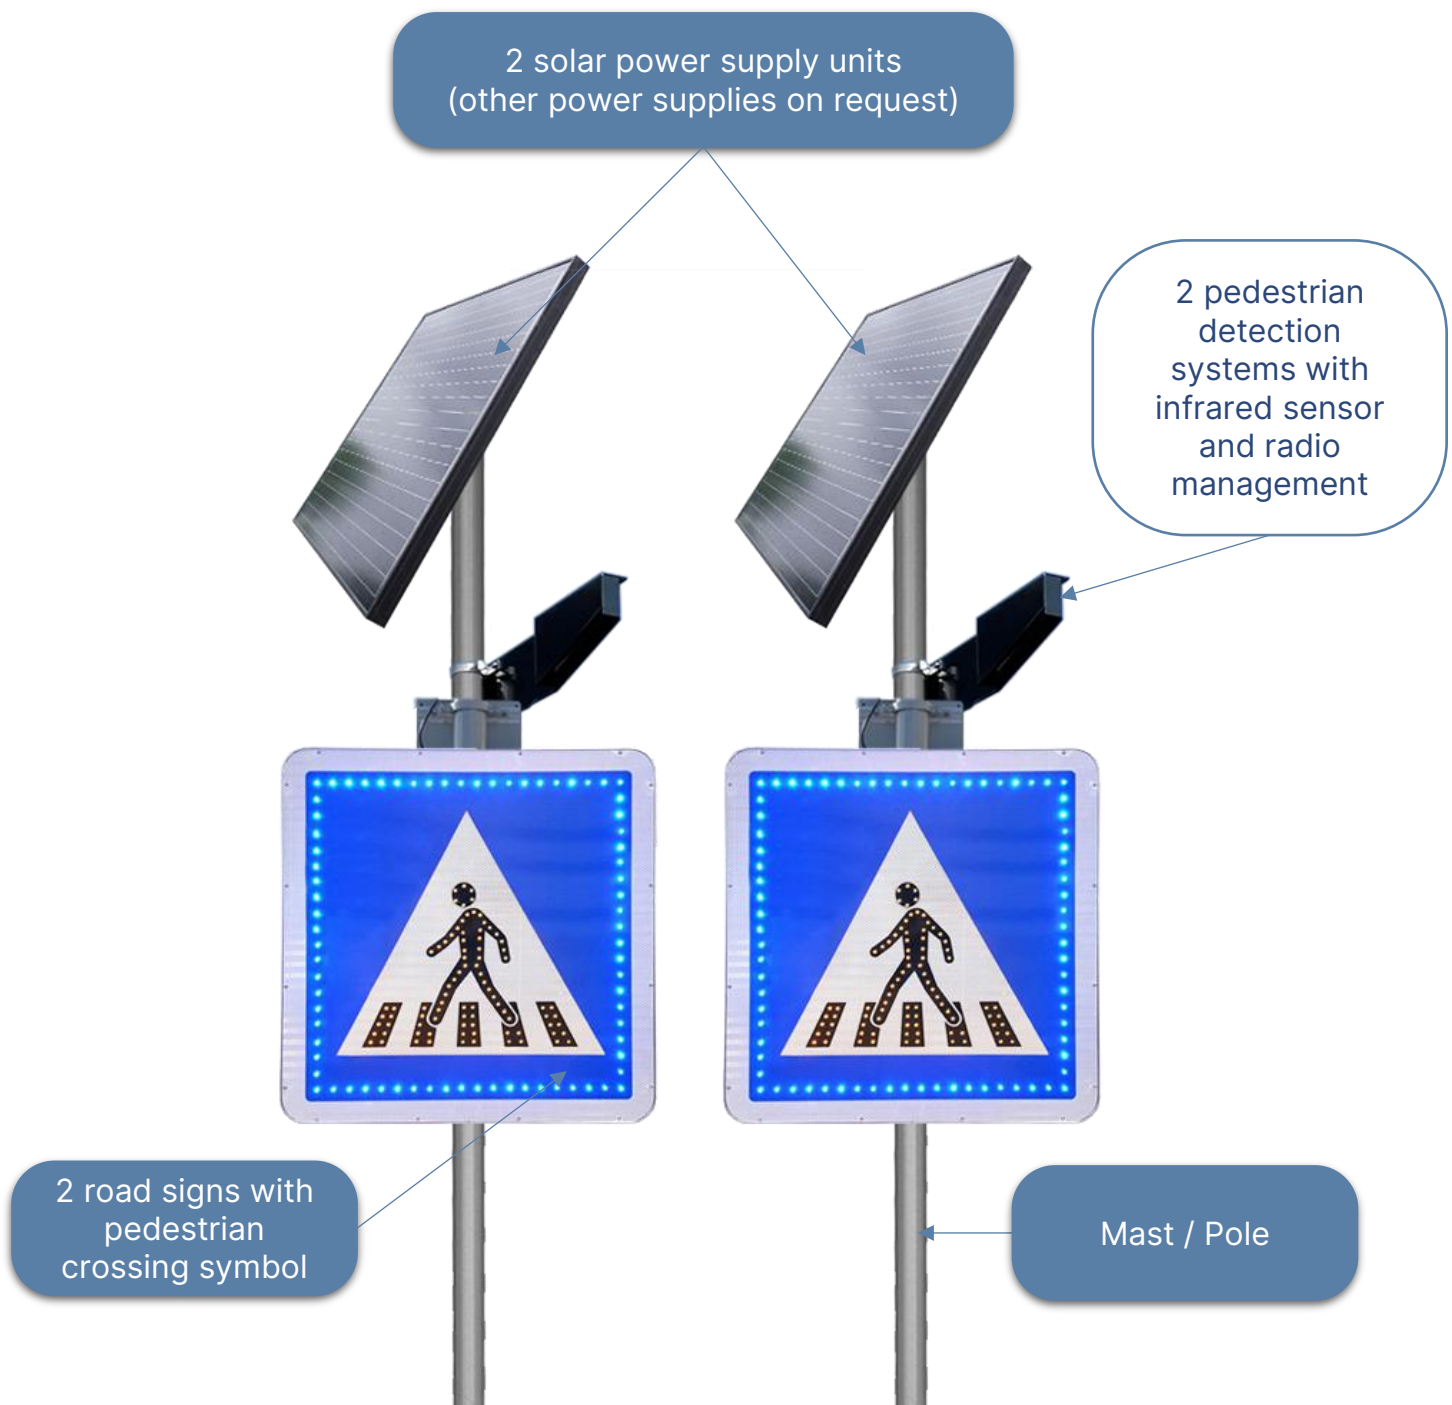 2 solar power supply units
(other power supplies on request)
2 pedestrian
detection
systems with
infrared sensor
and radio
management
2 road signs with
pedestrian
crossing symbol
Mast / Pole